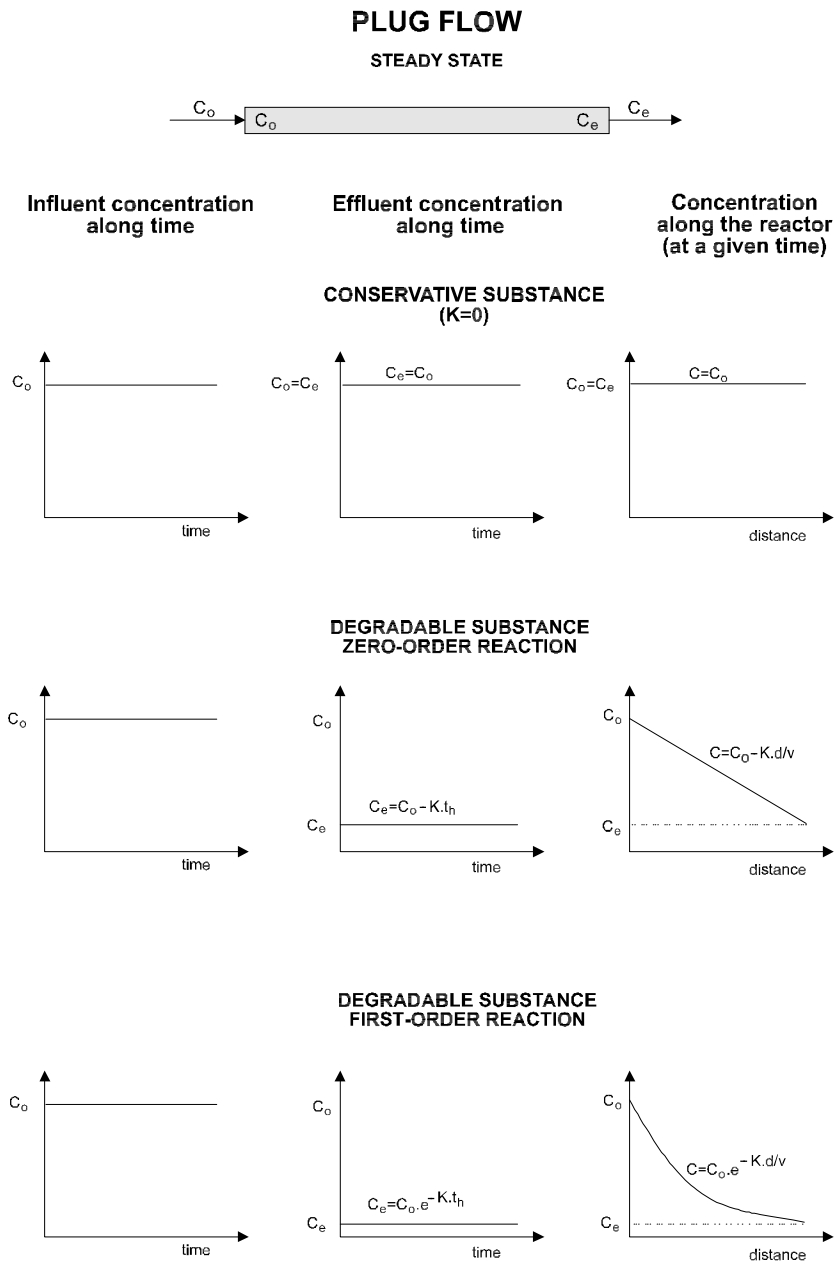 PLUG FLOW
STEADY STATE
Cₒ Cₑ
Cₒ Cₑ
Influent concentration
along time
Effluent concentration
along time
Concentration
along the reactor
(at a given time)
CONSERVATIVE SUBSTANCE
(K=0)
Cₒ
time
Cₒ=Cₑ
Cₑ=Cₒ
time
Cₒ=Cₑ
C=Cₒ
distance
DEGRADABLE SUBSTANCE
ZERO-ORDER REACTION
Cₒ
time
Cₒ
Cₑ=Cₒ–K.tₕ
Cₑ
time
Cₒ
C=Cₒ–K.d/v
Cₑ
distance
DEGRADABLE SUBSTANCE
FIRST-ORDER REACTION
Cₒ
time
Cₒ
Cₑ=Cₒ.e–K.tₕ
Cₑ
time
Cₒ
C=Cₒ.e–K.d/v
Cₑ
distance